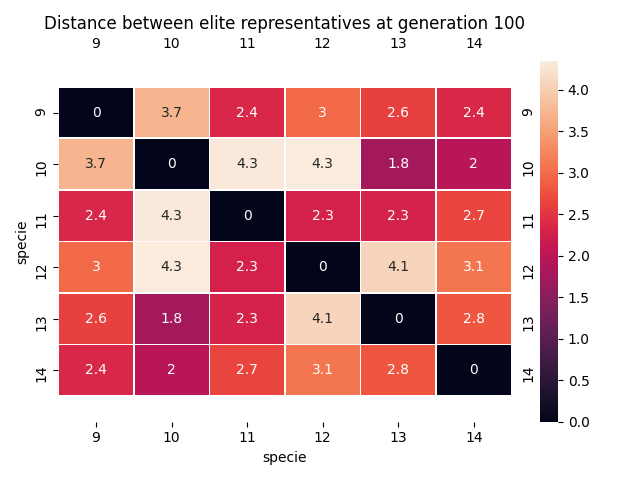 Distance between elite representatives at generation 100
9 10 11 12 13 14
9 0 3.7 2.4 3 2.6 2.4 9
10 3.7 0 4.3 4.3 1.8 2 10
11 2.4 4.3 0 2.3 2.3 2.7 11
12 3 4.3 2.3 0 4.1 3.1 12
13 2.6 1.8 2.3 4.1 0 2.8 13
14 2.4 2 2.7 3.1 2.8 0 14
specie
9 10 11 12 13 14
specie
4.0
3.5
3.0
2.5
2.0
1.5
1.0
0.5
0.0